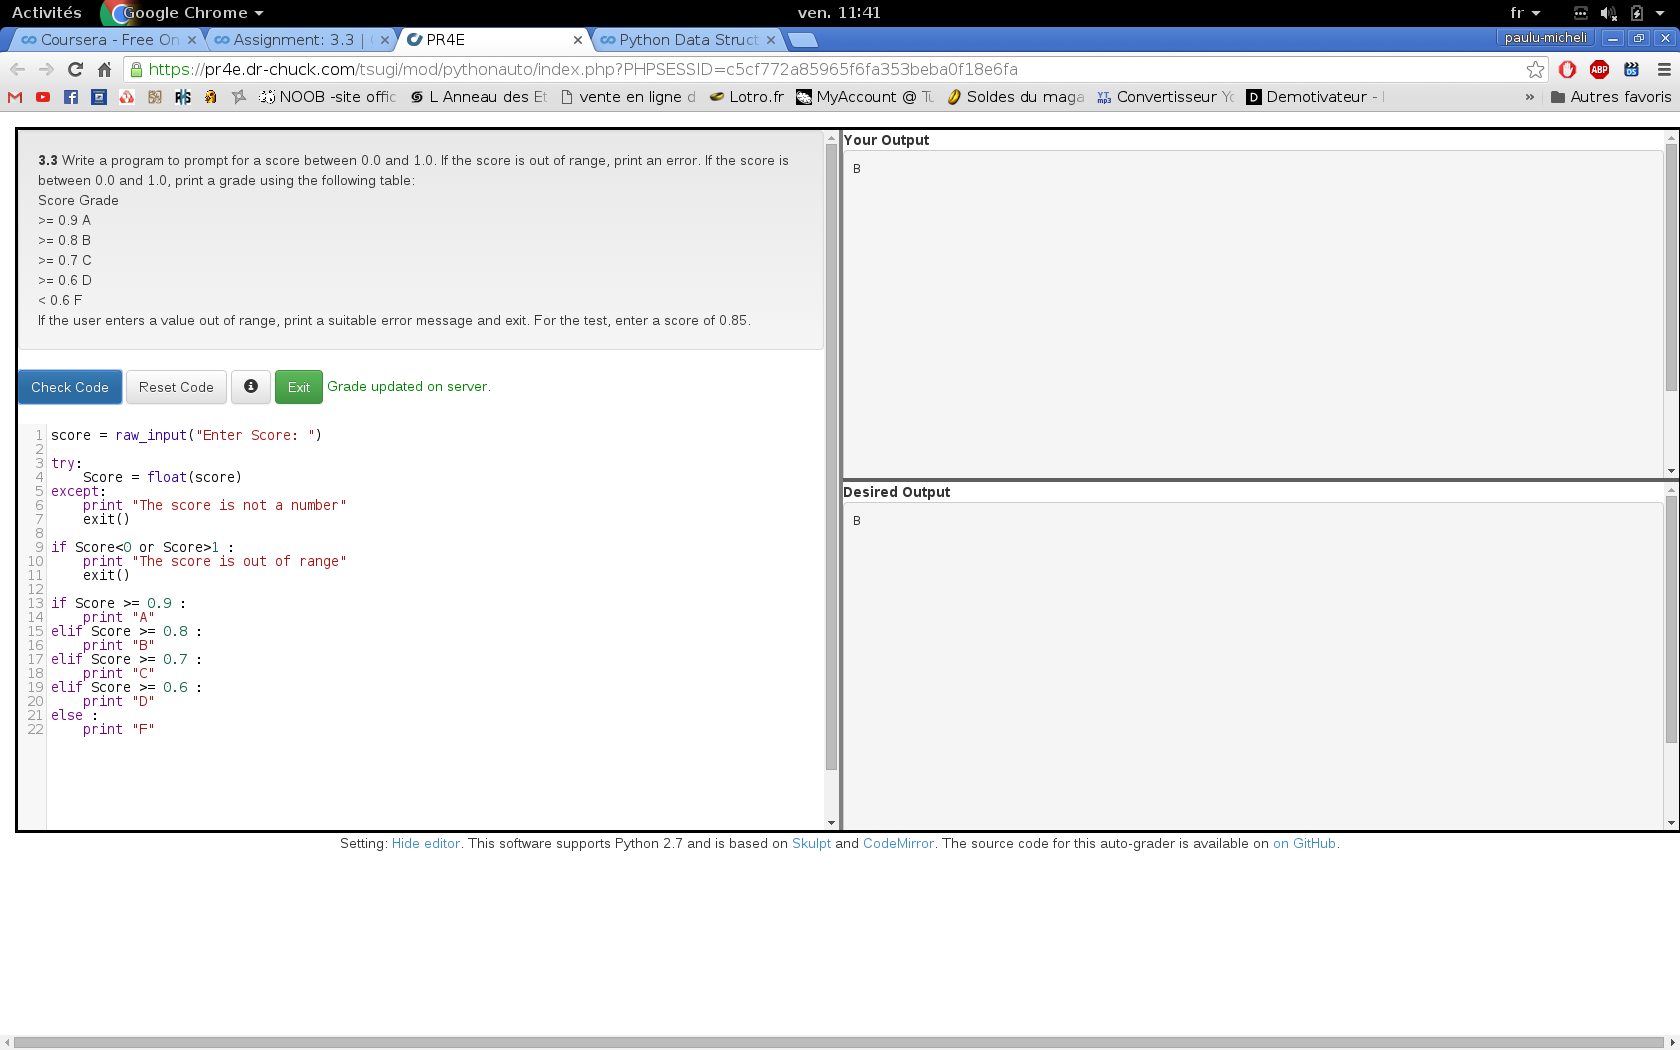 Activités Google Chrome ven. 11:41 fr
Coursera - Free On Assignment: 3.3 | PR4E Python Data Struct paulu-micheli
https://pr4e.dr-chuck.com/tsugi/mod/pythonauto/index.php?PHPSESSID=c5cf772a85965f6fa353beba0f18e6fa ABP
NOOB -site offic L Anneau des Et vente en ligne d Lotro.fr MyAccount @ Tu Soldes du maga Convertisseur Yo Demotivateur - » Autres favoris
3.3 Write a program to prompt for a score between 0.0 and 1.0. If the score is out of range, print an error. If the score is
between 0.0 and 1.0, print a grade using the following table:
Score Grade
>= 0.9 A
>= 0.8 B
>= 0.7 C
>= 0.6 D
< 0.6 F
If the user enters a value out of range, print a suitable error message and exit. For the test, enter a score of 0.85.
Check Code Reset Code Exit Grade updated on server.
1 score = raw_input("Enter Score: ")
2
3 try:
4 Score = float(score)
5 except:
6 print "The score is not a number"
7 exit()
8
9 if Score<0 or Score>1 :
10 print "The score is out of range"
11 exit()
12
13 if Score >= 0.9 :
14 print "A"
15 elif Score >= 0.8 :
16 print "B"
17 elif Score >= 0.7 :
18 print "C"
19 elif Score >= 0.6 :
20 print "D"
21 else :
22 print "F"
Your Output
B
Desired Output
B
Setting: Hide editor. This software supports Python 2.7 and is based on Skulpt and CodeMirror. The source code for this auto-grader is available on on GitHub.